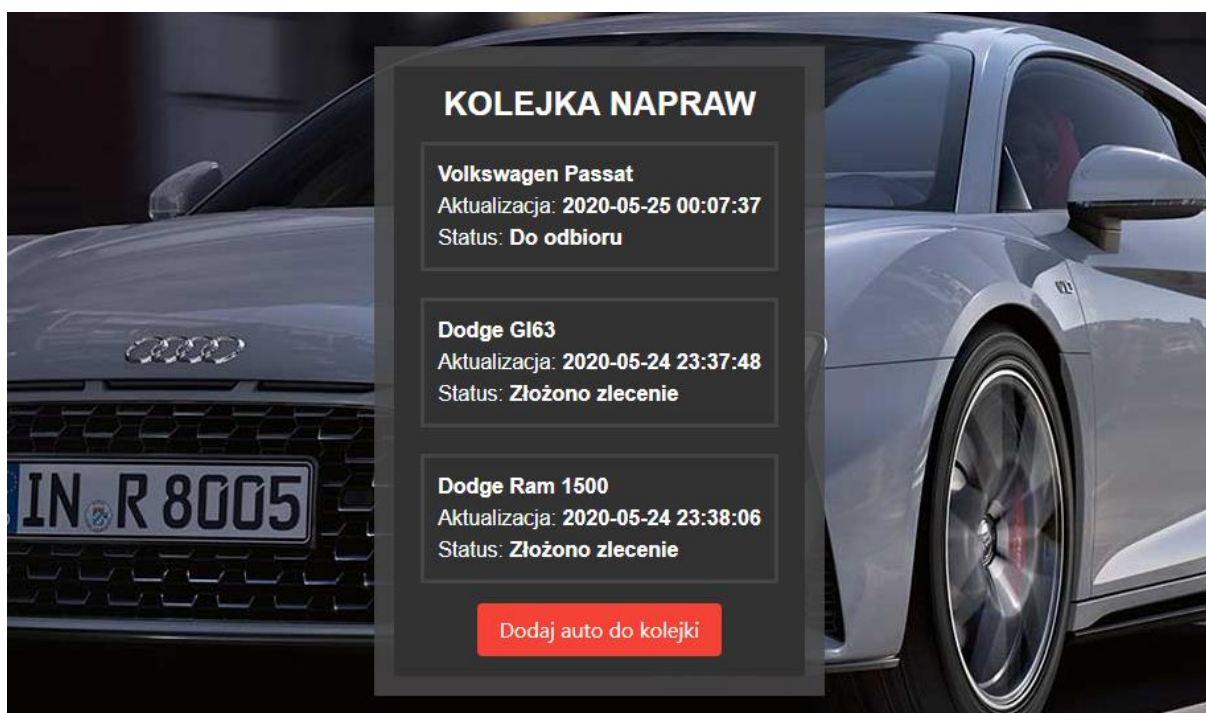 KOLEJKA NAPRAW
Volkswagen Passat
Aktualizacja: 2020-05-25 00:07:37
Status: Do odbioru
Dodge Gl63
Aktualizacja: 2020-05-24 23:37:48
Status: Złożono zlecenie
Dodge Ram 1500
Aktualizacja: 2020-05-24 23:38:06
Status: Złożono zlecenie
Dodaj auto do kolejki
IN R 8005